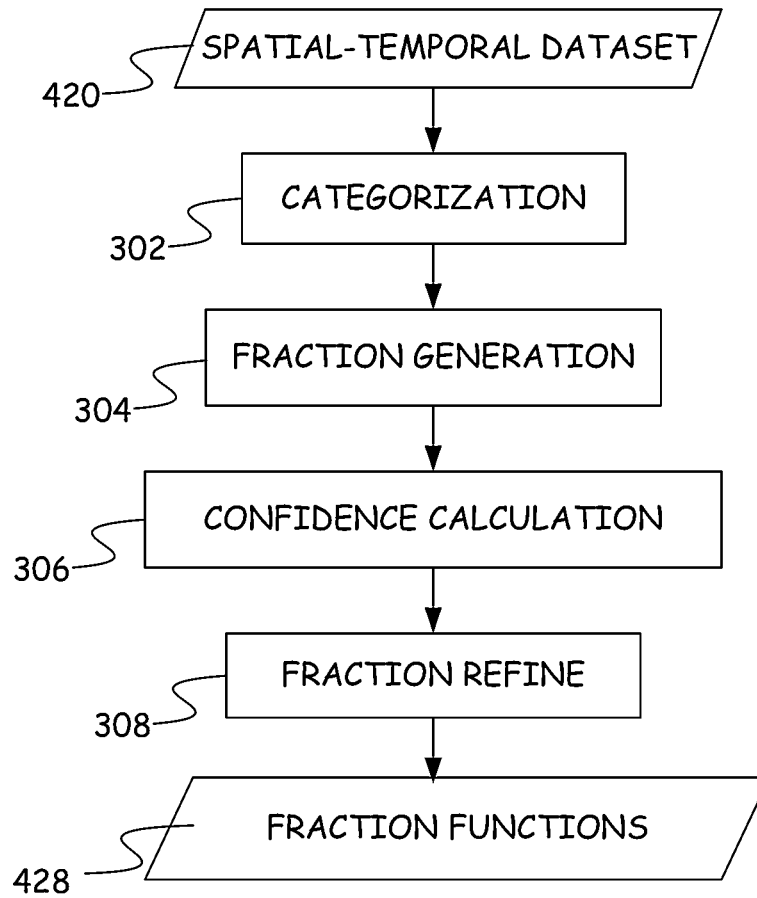 SPATIAL-TEMPORAL DATASET
420
CATEGORIZATION
302
FRACTION GENERATION
304
CONFIDENCE CALCULATION
306
FRACTION REFINE
308
FRACTION FUNCTIONS
428